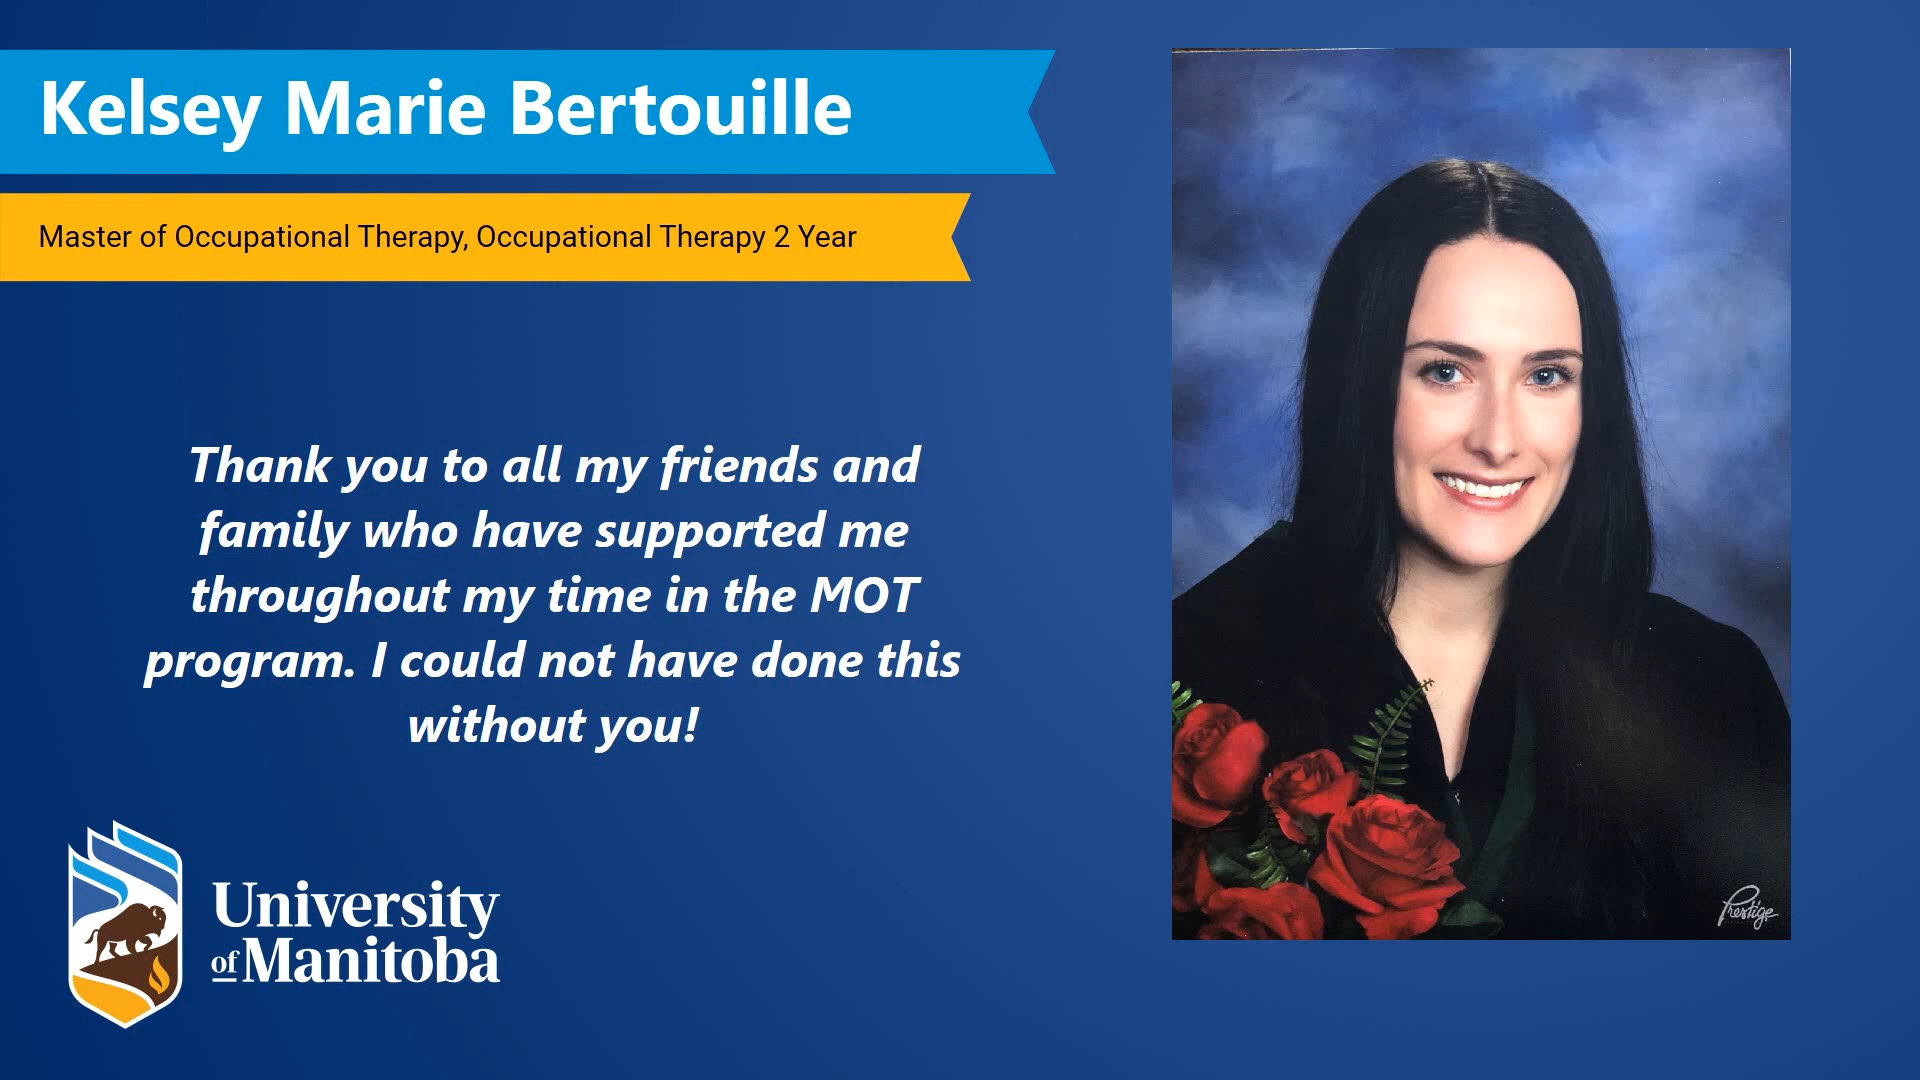 Kelsey Marie Bertouille
Master of Occupational Therapy, Occupational Therapy 2 Year
Thank you to all my friends and
family who have supported me
throughout my time in the MOT
program. I could not have done this
without you!
University
of Manitoba
Prestige